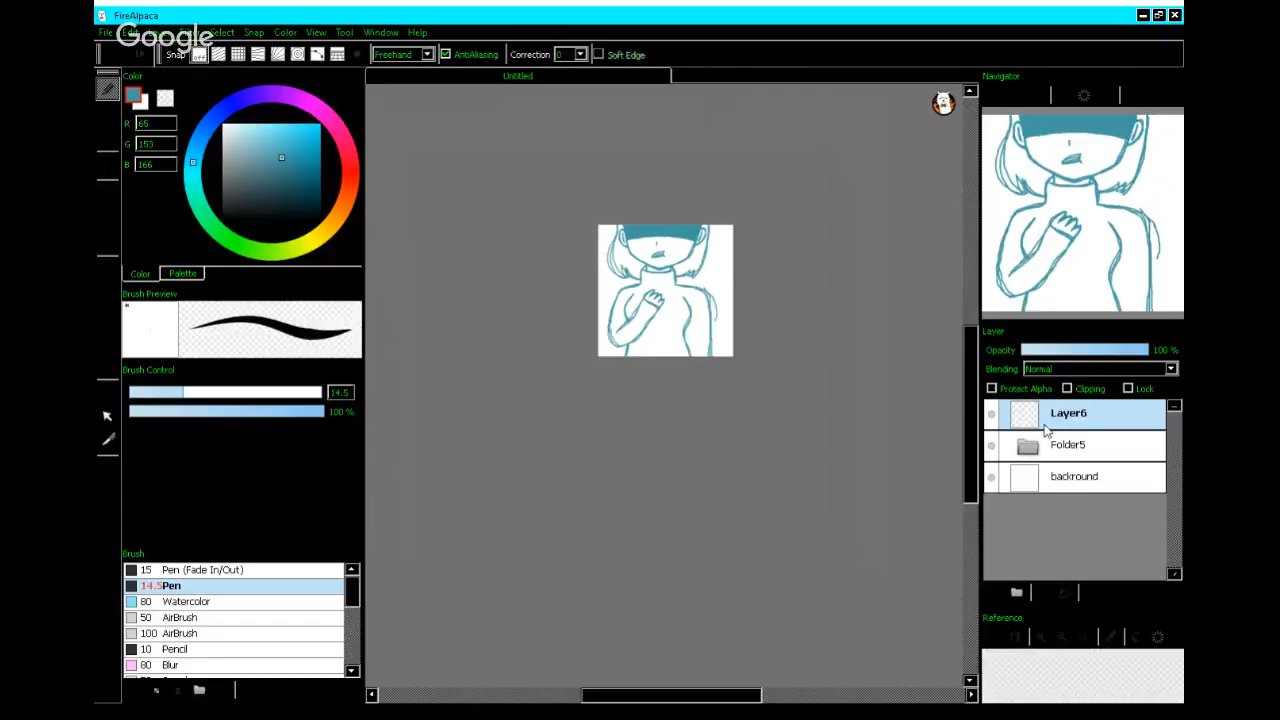 FireAlpaca
Google
File Edit Select Snap Color View Tool Window Help
Snap off Freehand AntiAliasing Correction 0 Soft Edge
Color
Untitled
Navigator
R 65
G 153
B 166
Color Palette
Brush Preview
Brush Control
14.5
100 %
Layer
Opacity 100 %
Blending Normal
Protect Alpha Clipping Lock
Layer6
Folder5
backround
Brush
15 Pen (Fade In/Out)
14.5 Pen
80 Watercolor
50 AirBrush
100 AirBrush
10 Pencil
80 Blur
Reference